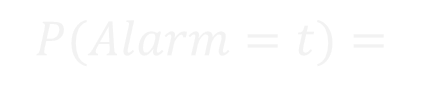 P(Alarm = t) =